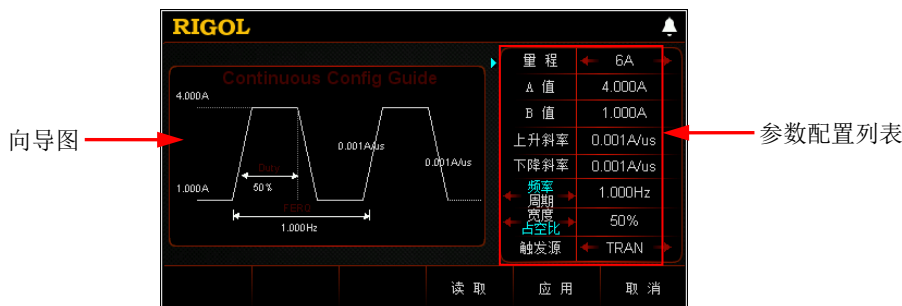 RIGOL
Continuous Config Guide
4.000A
0.001A/us
0.001A/us
Duty
50%
1.000A
FERQ
1.000Hz
向导图
量程 6A
A 值 4.000A
B 值 1.000A
上升斜率 0.001A/us
下降斜率 0.001A/us
频率
周期 1.000Hz
宽度
占空比 50%
触发源 TRAN
参数配置列表
读取 应用 取消